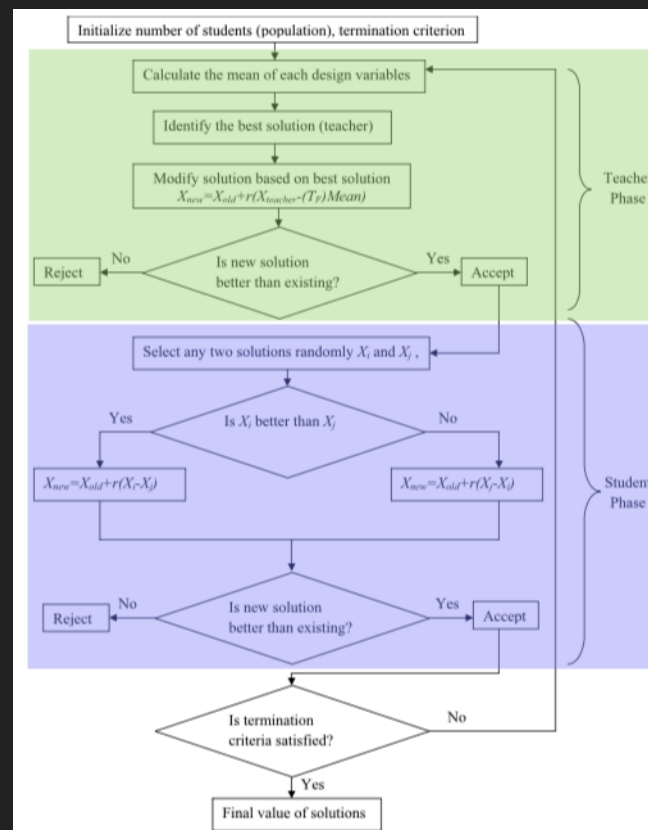 Initialize number of students (population), termination criterion
Calculate the mean of each design variables
Identify the best solution (teacher)
Modify solution based on best solution
Xnew=Xold+r(Xteacher-(TF)Mean)
Teache
Phase
No
Is new solution
better than existing?
Yes
Reject
Accept
Select any two solutions randomly Xi and Xj .
Yes
Is Xi better than Xj
No
Xnew=Xold+r(Xi-Xj)
Xnew=Xold+r(Xj-Xi)
Studen
Phase
No
Is new solution
better than existing?
Yes
Reject
Accept
Is termination
criteria satisfied?
No
Yes
Final value of solutions